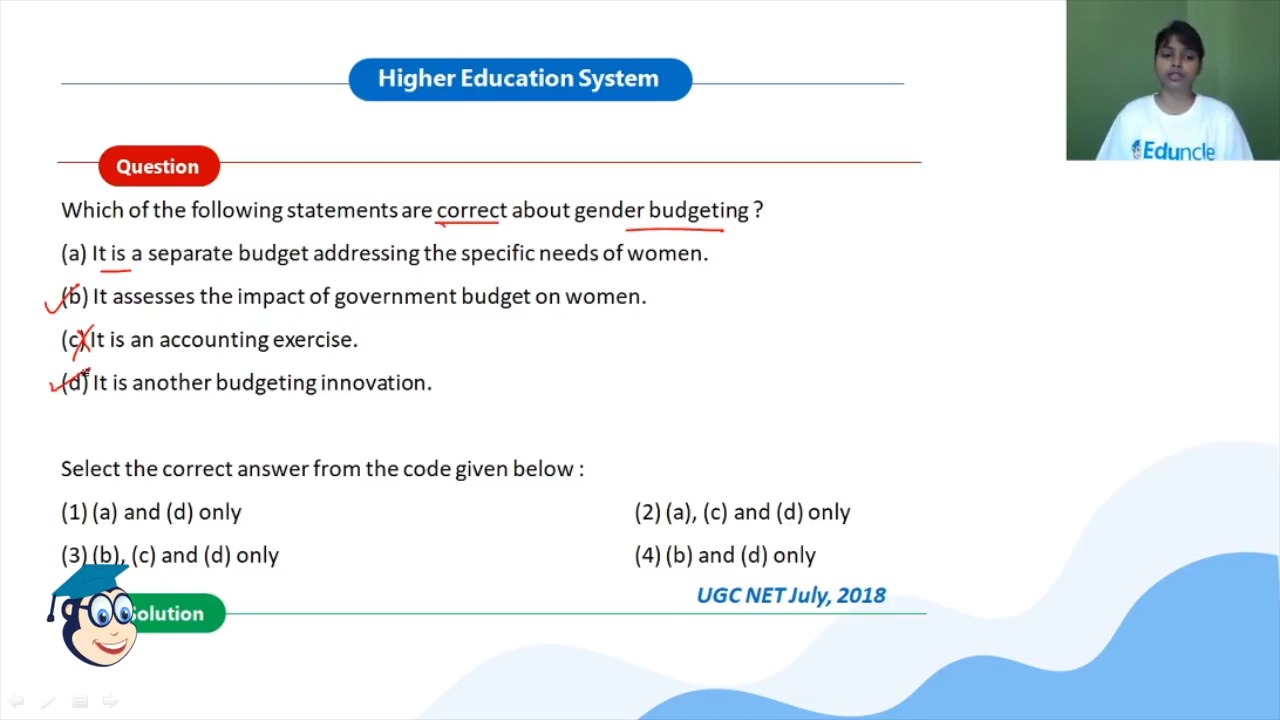 Higher Education System
Eduncle
Question
Which of the following statements are correct about gender budgeting ?
(a) It is a separate budget addressing the specific needs of women.
(b) It assesses the impact of government budget on women.
(c) It is an accounting exercise.
(d) It is another budgeting innovation.
Select the correct answer from the code given below :
(1) (a) and (d) only
(2) (a), (c) and (d) only
(3) (b), (c) and (d) only
(4) (b) and (d) only
UGC NET July, 2018
Solution